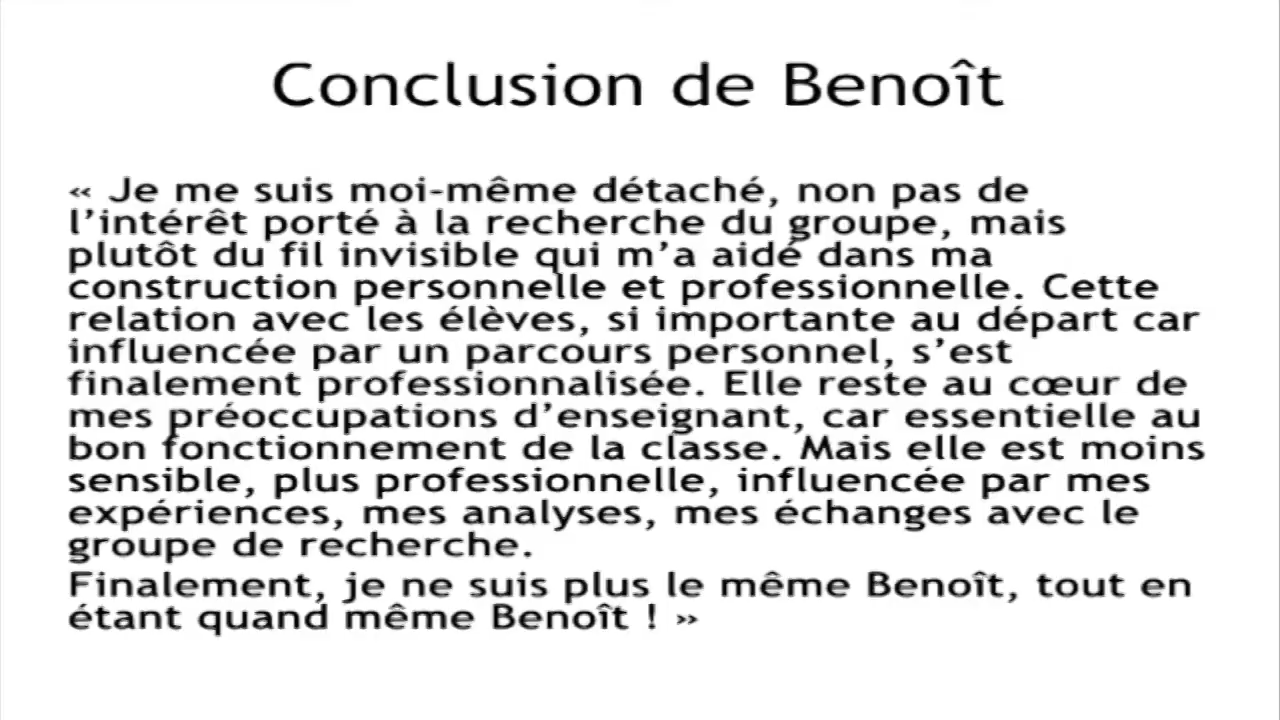 Conclusion de Benoît
« Je me suis moi-même détaché, non pas de
l’intérêt porté à la recherche du groupe, mais
plutôt du fil invisible qui m’a aidé dans ma
construction personnelle et professionnelle. Cette
relation avec les élèves, si importante au départ car
influencée par un parcours personnel, s’est
finalement professionnalisée. Elle reste au cœur de
mes préoccupations d’enseignant, car essentielle au
bon fonctionnement de la classe. Mais elle est moins
sensible, plus professionnelle, influencée par mes
expériences, mes analyses, mes échanges avec le
groupe de recherche.
Finalement, je ne suis plus le même Benoît, tout en
étant quand même Benoît ! »